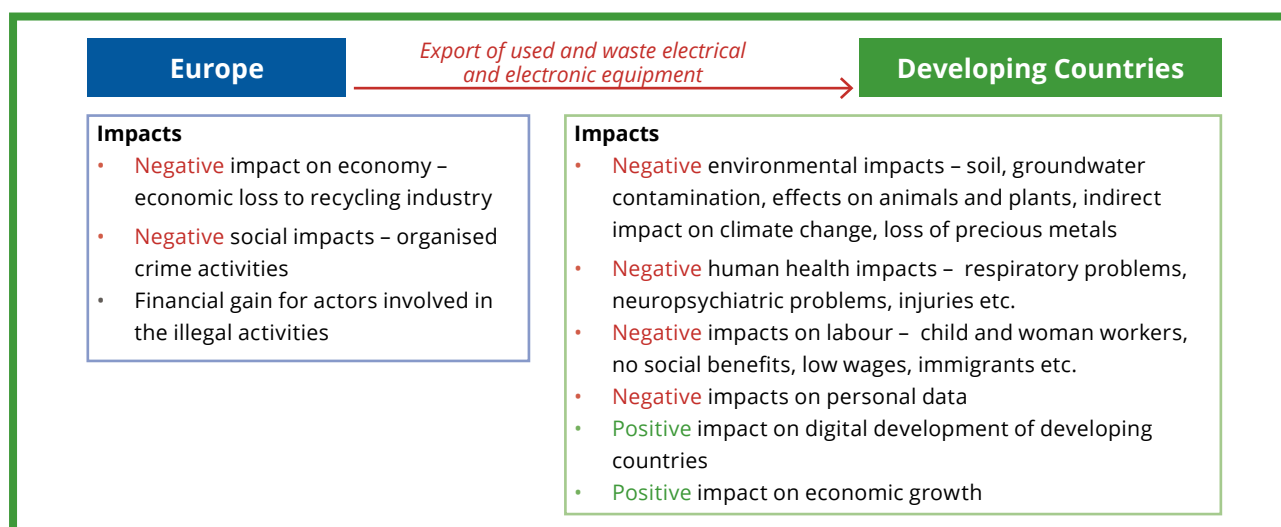 Europe
Export of used and waste electrical
and electronic equipment
Developing Countries
Impacts
• Negative impact on economy –
economic loss to recycling industry
• Negative social impacts – organised
crime activities
• Financial gain for actors involved in
the illegal activities
Impacts
• Negative environmental impacts – soil, groundwater
contamination, effects on animals and plants, indirect
impact on climate change, loss of precious metals
• Negative human health impacts –  respiratory problems,
neuropsychiatric problems, injuries etc.
• Negative impacts on labour –  child and woman workers,
no social benefits, low wages, immigrants etc.
• Negative impacts on personal data
• Positive impact on digital development of developing
countries
• Positive impact on economic growth